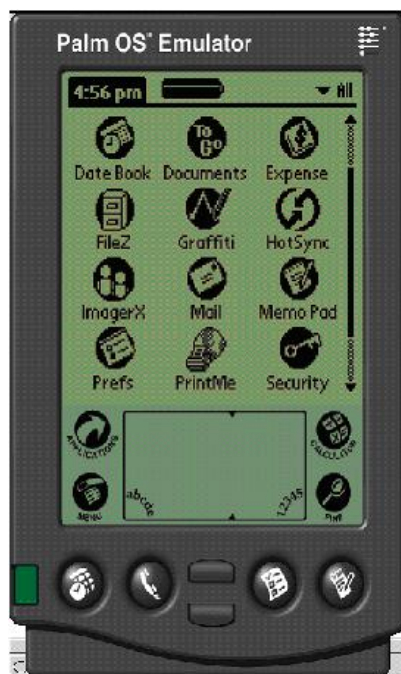 Palm OS® Emulator
4:56 pm All
Date Book Documents Expense
FileZ Graffiti HotSync
ImagerX Mail Memo Pad
Prefs PrintMe Security
APPLICATIONS CALCULATOR
MENU abcde 12345 FIND